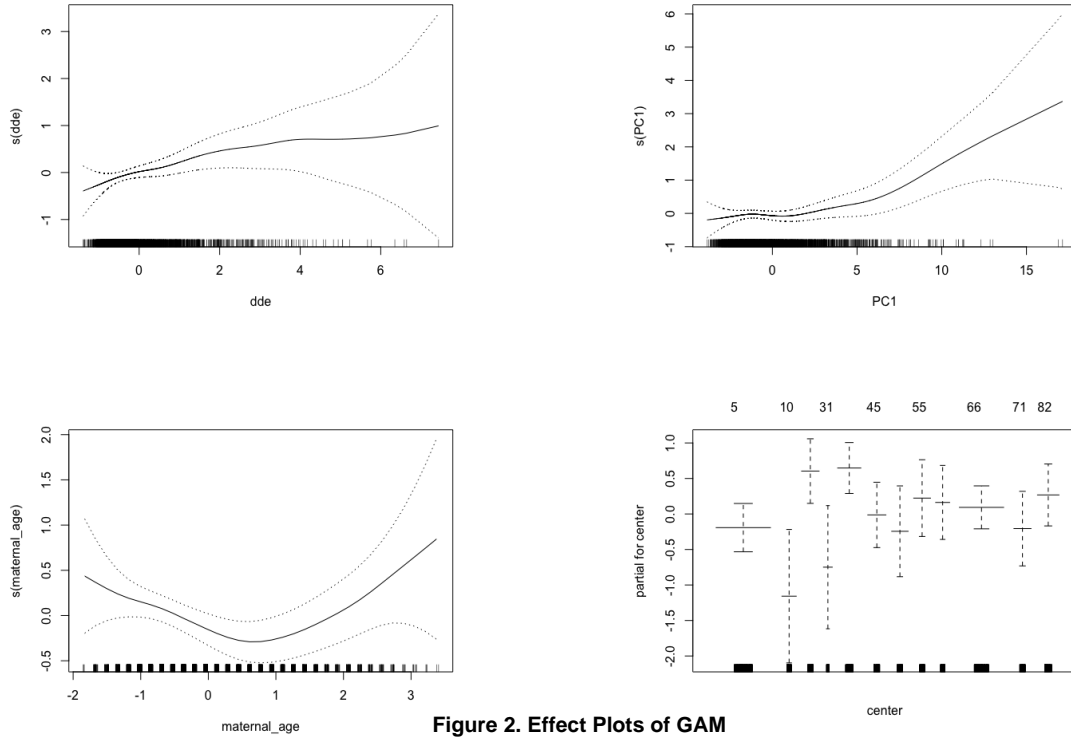 s(dde)
3
2
1
0
-1
0 2 4 6
dde
s(PC1)
6
5
4
3
2
1
0
-1
0 5 10 15
PC1
s(maternal_age)
2.0
1.5
1.0
0.5
0.0
-0.5
-2 -1 0 1 2 3
maternal_age
5 10 31 45 55 66 71 82
partial for center
1.0
0.5
0.0
-0.5
-1.0
-1.5
-2.0
center
Figure 2. Effect Plots of GAM